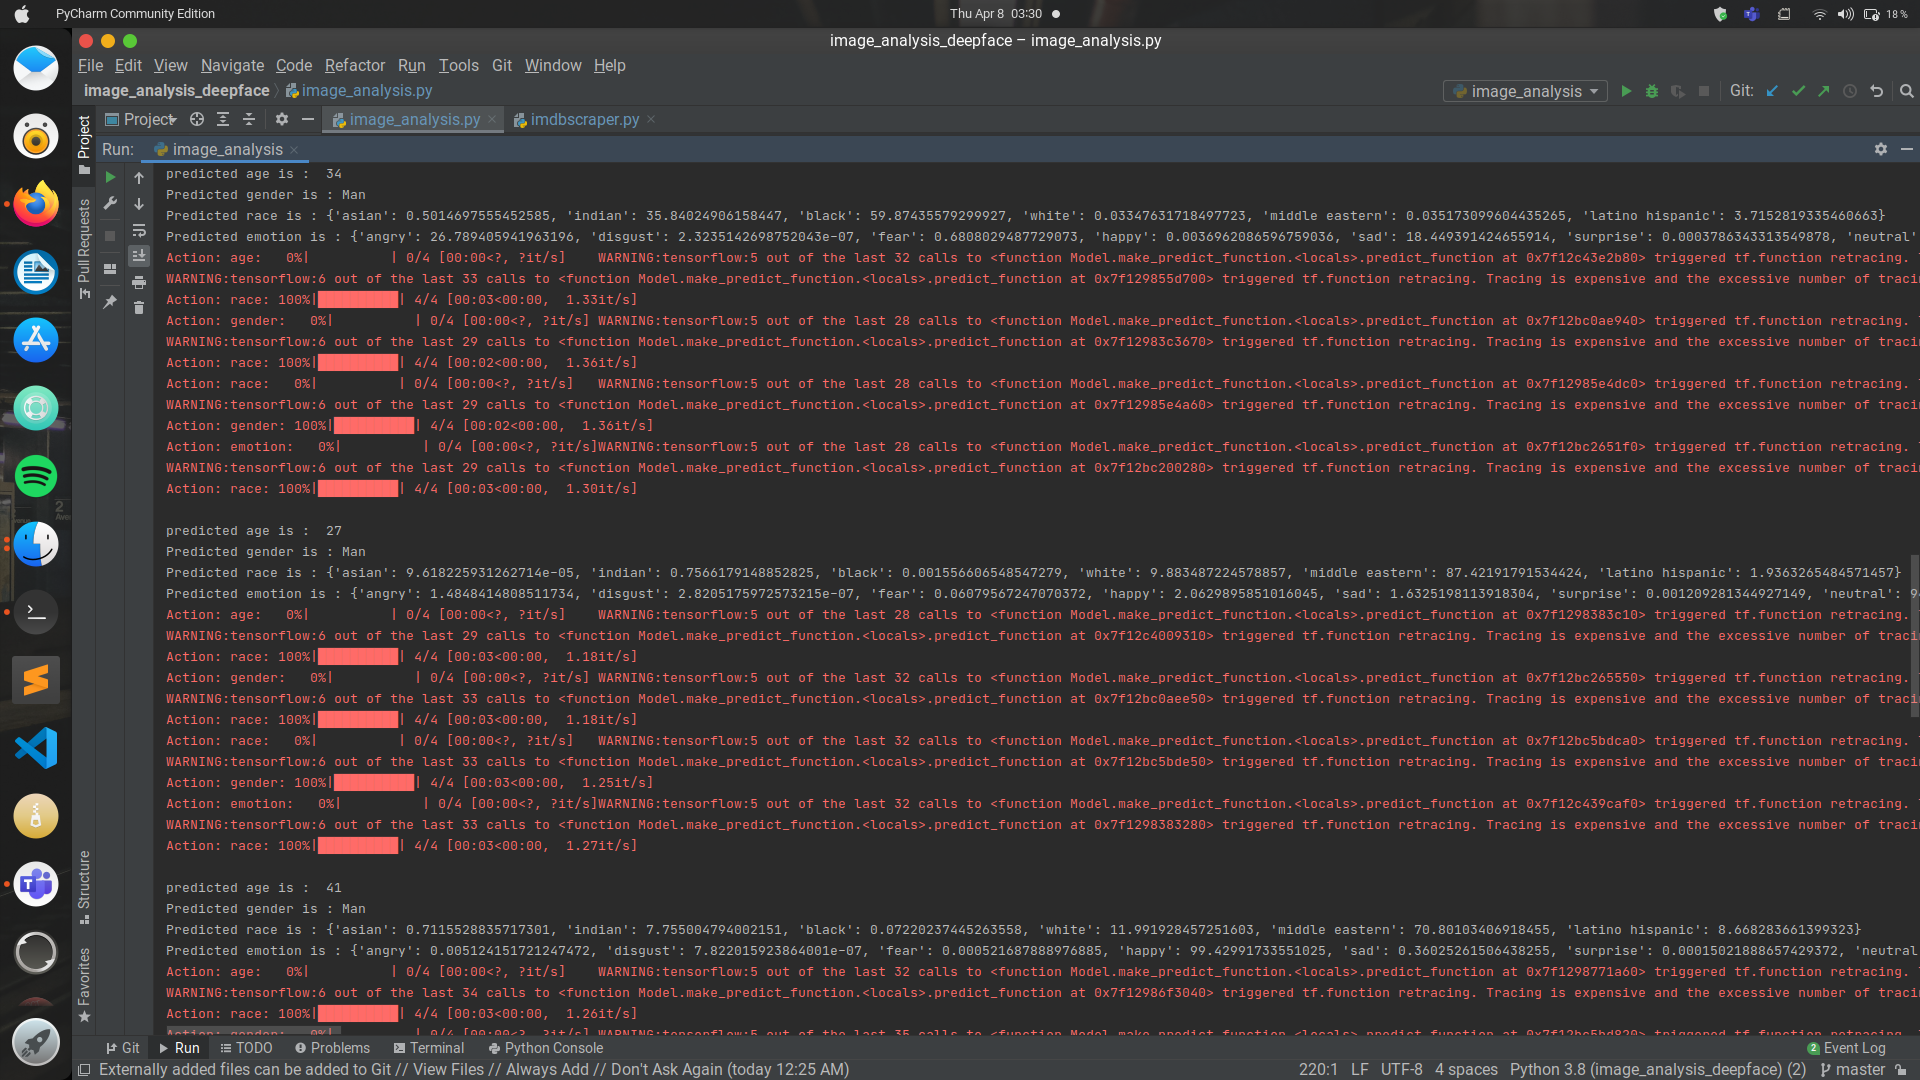 PyCharm Community Edition
Thu Apr 8 03:30
18 %
image_analysis_deepface – image_analysis.py
File Edit View Navigate Code Refactor Run Tools Git Window Help
image_analysis_deepface image_analysis.py
image_analysis
Git:
Project
image_analysis.py
imdbscraper.py
Project
Pull Requests
Structure
Favorites
Run: image_analysis
predicted age is :  34
Predicted gender is : Man
Predicted race is : {'asian': 0.5014697555452585, 'indian': 35.84024906158447, 'black': 59.87435579299927, 'white': 0.03347631718497723, 'middle eastern': 0.035173099604435265, 'latino hispanic': 3.7152819335460663}
Predicted emotion is : {'angry': 26.789405941963196, 'disgust': 2.3235142698752043e-07, 'fear': 0.6808029487729073, 'happy': 0.0036962086596759036, 'sad': 18.449391424655914, 'surprise': 0.0003786343313549878, 'neutral'
Action: age:   0%|          | 0/4 [00:00<?, ?it/s]    WARNING:tensorflow:5 out of the last 32 calls to <function Model.make_predict_function.<locals>.predict_function at 0x7f12c43e2b80> triggered tf.function retracing.
WARNING:tensorflow:6 out of the last 33 calls to <function Model.make_predict_function.<locals>.predict_function at 0x7f129855d700> triggered tf.function retracing. Tracing is expensive and the excessive number of traci
Action: race: 100%|██████████| 4/4 [00:03<00:00,  1.33it/s]
Action: gender:   0%|          | 0/4 [00:00<?, ?it/s] WARNING:tensorflow:5 out of the last 28 calls to <function Model.make_predict_function.<locals>.predict_function at 0x7f12bc0ae940> triggered tf.function retracing.
WARNING:tensorflow:6 out of the last 29 calls to <function Model.make_predict_function.<locals>.predict_function at 0x7f12983c3670> triggered tf.function retracing. Tracing is expensive and the excessive number of traci
Action: race: 100%|██████████| 4/4 [00:02<00:00,  1.36it/s]
Action: race:   0%|          | 0/4 [00:00<?, ?it/s]   WARNING:tensorflow:5 out of the last 28 calls to <function Model.make_predict_function.<locals>.predict_function at 0x7f12985e4dc0> triggered tf.function retracing.
WARNING:tensorflow:6 out of the last 29 calls to <function Model.make_predict_function.<locals>.predict_function at 0x7f12985e4a60> triggered tf.function retracing. Tracing is expensive and the excessive number of traci
Action: gender: 100%|██████████| 4/4 [00:02<00:00,  1.36it/s]
Action: emotion:   0%|          | 0/4 [00:00<?, ?it/s]WARNING:tensorflow:5 out of the last 28 calls to <function Model.make_predict_function.<locals>.predict_function at 0x7f12bc2651f0> triggered tf.function retracing.
WARNING:tensorflow:6 out of the last 29 calls to <function Model.make_predict_function.<locals>.predict_function at 0x7f12bc200280> triggered tf.function retracing. Tracing is expensive and the excessive number of traci
Action: race: 100%|██████████| 4/4 [00:03<00:00,  1.30it/s]
predicted age is :  27
Predicted gender is : Man
Predicted race is : {'asian': 9.618225931262714e-05, 'indian': 0.7566179148852825, 'black': 0.001556606548547279, 'white': 9.883487224578857, 'middle eastern': 87.42191791534424, 'latino hispanic': 1.9363265484571457}
Predicted emotion is : {'angry': 1.4848414808511734, 'disgust': 2.8205175972573215e-07, 'fear': 0.06079567247070372, 'happy': 2.0629895851016045, 'sad': 1.6325198113918304, 'surprise': 0.001209281344927149, 'neutral': 9
Action: age:   0%|          | 0/4 [00:00<?, ?it/s]    WARNING:tensorflow:5 out of the last 28 calls to <function Model.make_predict_function.<locals>.predict_function at 0x7f1298383c10> triggered tf.function retracing.
WARNING:tensorflow:6 out of the last 29 calls to <function Model.make_predict_function.<locals>.predict_function at 0x7f12c4009310> triggered tf.function retracing. Tracing is expensive and the excessive number of traci
Action: race: 100%|██████████| 4/4 [00:03<00:00,  1.18it/s]
Action: gender:   0%|          | 0/4 [00:00<?, ?it/s] WARNING:tensorflow:5 out of the last 32 calls to <function Model.make_predict_function.<locals>.predict_function at 0x7f12bc265550> triggered tf.function retracing.
WARNING:tensorflow:6 out of the last 33 calls to <function Model.make_predict_function.<locals>.predict_function at 0x7f12bc0aee50> triggered tf.function retracing. Tracing is expensive and the excessive number of traci
Action: race: 100%|██████████| 4/4 [00:03<00:00,  1.18it/s]
Action: race:   0%|          | 0/4 [00:00<?, ?it/s]   WARNING:tensorflow:5 out of the last 32 calls to <function Model.make_predict_function.<locals>.predict_function at 0x7f12bc5bdca0> triggered tf.function retracing.
WARNING:tensorflow:6 out of the last 33 calls to <function Model.make_predict_function.<locals>.predict_function at 0x7f12bc5bde50> triggered tf.function retracing. Tracing is expensive and the excessive number of traci
Action: gender: 100%|██████████| 4/4 [00:03<00:00,  1.25it/s]
Action: emotion:   0%|          | 0/4 [00:00<?, ?it/s]WARNING:tensorflow:5 out of the last 32 calls to <function Model.make_predict_function.<locals>.predict_function at 0x7f12c439caf0> triggered tf.function retracing.
WARNING:tensorflow:6 out of the last 33 calls to <function Model.make_predict_function.<locals>.predict_function at 0x7f1298383280> triggered tf.function retracing. Tracing is expensive and the excessive number of traci
Action: race: 100%|██████████| 4/4 [00:03<00:00,  1.27it/s]
predicted age is :  41
Predicted gender is : Man
Predicted race is : {'asian': 0.7115528835717301, 'indian': 7.755004794002151, 'black': 0.07220237445263558, 'white': 11.991928457251603, 'middle eastern': 70.80103406918455, 'latino hispanic': 8.668283661399323}
Predicted emotion is : {'angry': 0.005124151721247472, 'disgust': 7.822015923864001e-07, 'fear': 0.000521687888976885, 'happy': 99.42991733551025, 'sad': 0.36025261506438255, 'surprise': 0.00015021888657429372, 'neutral
Action: age:   0%|          | 0/4 [00:00<?, ?it/s]    WARNING:tensorflow:5 out of the last 32 calls to <function Model.make_predict_function.<locals>.predict_function at 0x7f1298771a60> triggered tf.function retracing.
WARNING:tensorflow:6 out of the last 34 calls to <function Model.make_predict_function.<locals>.predict_function at 0x7f12986f3040> triggered tf.function retracing. Tracing is expensive and the excessive number of traci
Action: race: 100%|██████████| 4/4 [00:03<00:00,  1.26it/s]
Git Run TODO Problems Terminal Python Console
2 Event Log
Externally added files can be added to Git // View Files // Always Add // Don't Ask Again (today 12:25 AM)
220:1 LF UTF-8 4 spaces Python 3.8 (image_analysis_deepface) (2) master